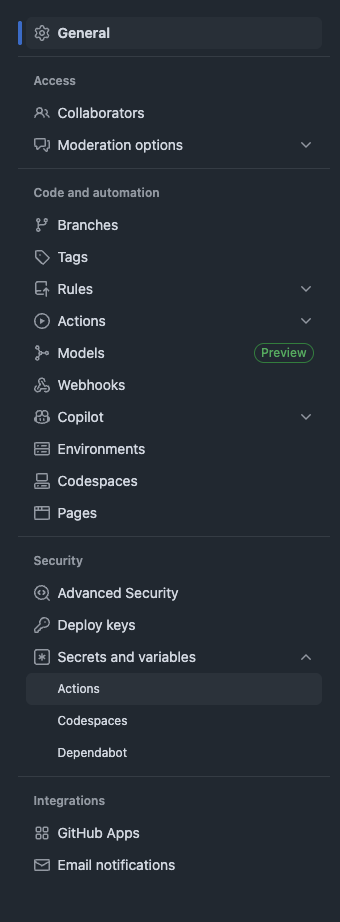 General
Access
Collaborators
Moderation options
Code and automation
Branches
Tags
Rules
Actions
Models Preview
Webhooks
Copilot
Environments
Codespaces
Pages
Security
Advanced Security
Deploy keys
Secrets and variables
Actions
Codespaces
Dependabot
Integrations
GitHub Apps
Email notifications